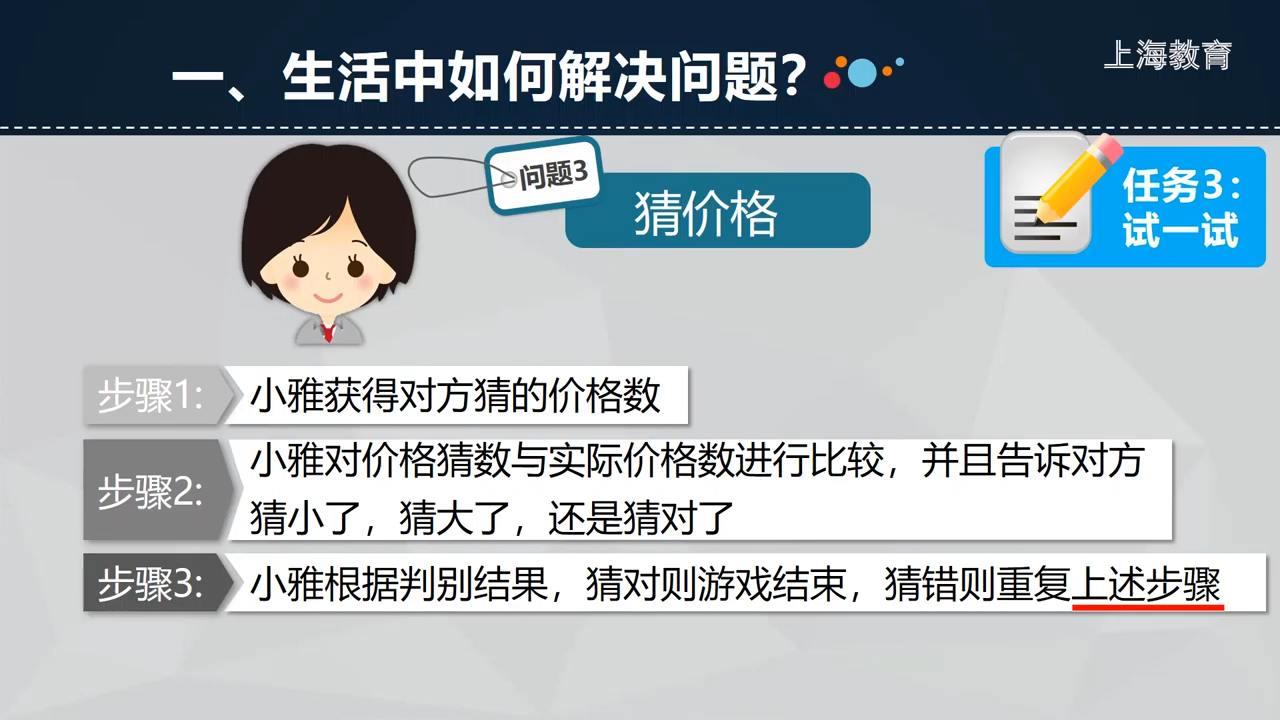 一、生活中如何解决问题？
上海教育
问题3
猜价格
任务3：
试一试
步骤1:
小雅获得对方猜的价格数
步骤2:
小雅对价格猜数与实际价格数进行比较，并且告诉对方
猜小了，猜大了，还是猜对了
步骤3:
小雅根据判别结果，猜对则游戏结束，猜错则重复上述步骤